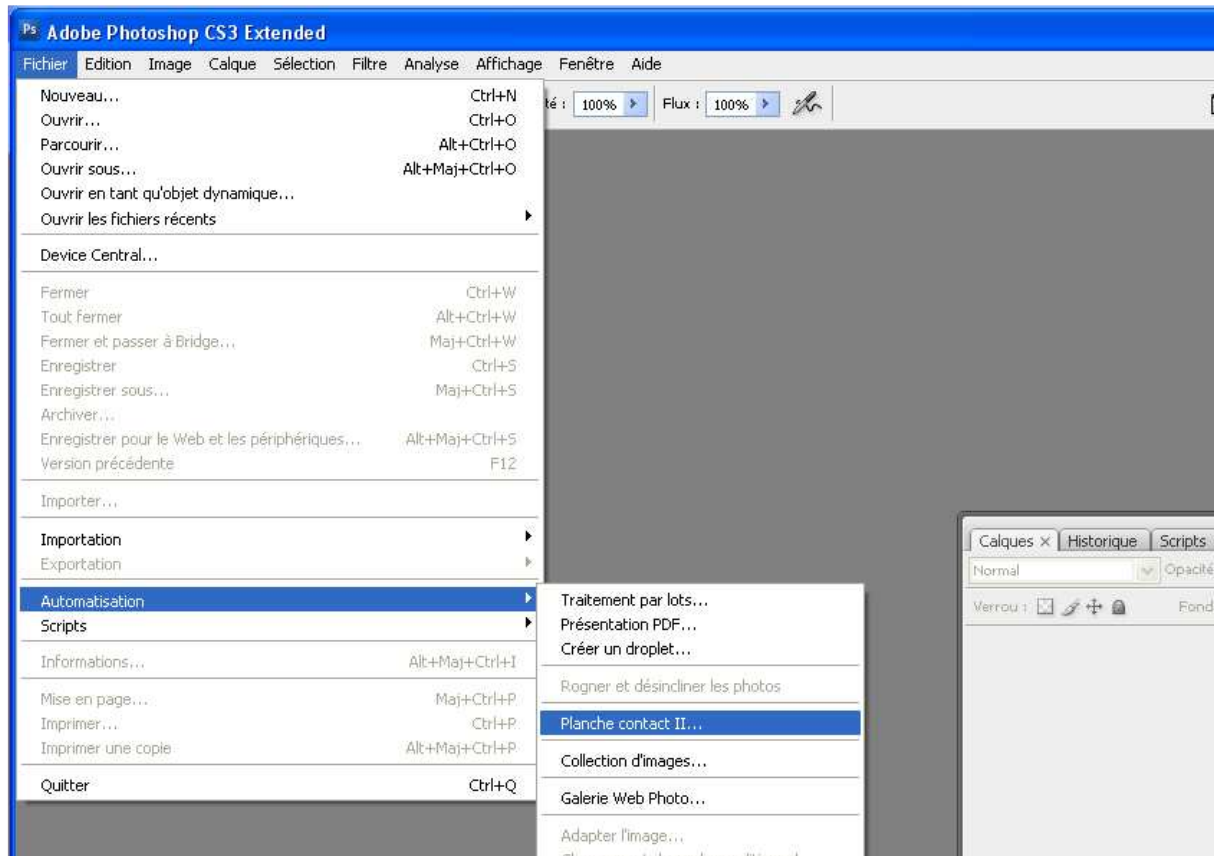 Ps Adobe Photoshop CS3 Extended
Fichier Edition Image Calque Sélection Filtre Analyse Affichage Fenêtre Aide
té : 100% Flux : 100%
Nouveau... Ctrl+N
Ouvrir... Ctrl+O
Parcourir... Alt+Ctrl+O
Ouvrir sous... Alt+Maj+Ctrl+O
Ouvrir en tant qu'objet dynamique...
Ouvrir les fichiers récents
Device Central...
Fermer Ctrl+W
Tout fermer Alt+Ctrl+W
Fermer et passer à Bridge... Maj+Ctrl+W
Enregistrer Ctrl+S
Enregistrer sous... Maj+Ctrl+S
Archiver...
Enregistrer pour le Web et les périphériques... Alt+Maj+Ctrl+S
Version précédente F12
Importer...
Importation
Exportation
Automatisation
Scripts
Informations... Alt+Maj+Ctrl+I
Mise en page... Maj+Ctrl+P
Imprimer... Ctrl+P
Imprimer une copie Alt+Maj+Ctrl+P
Quitter Ctrl+Q
Traitement par lots...
Présentation PDF...
Créer un droplet...
Rogner et désincliner les photos
Planche contact II...
Collection d'images...
Galerie Web Photo...
Adapter l'image...
Calques × Historique Scripts
Normal Opacité
Verrou : Fond